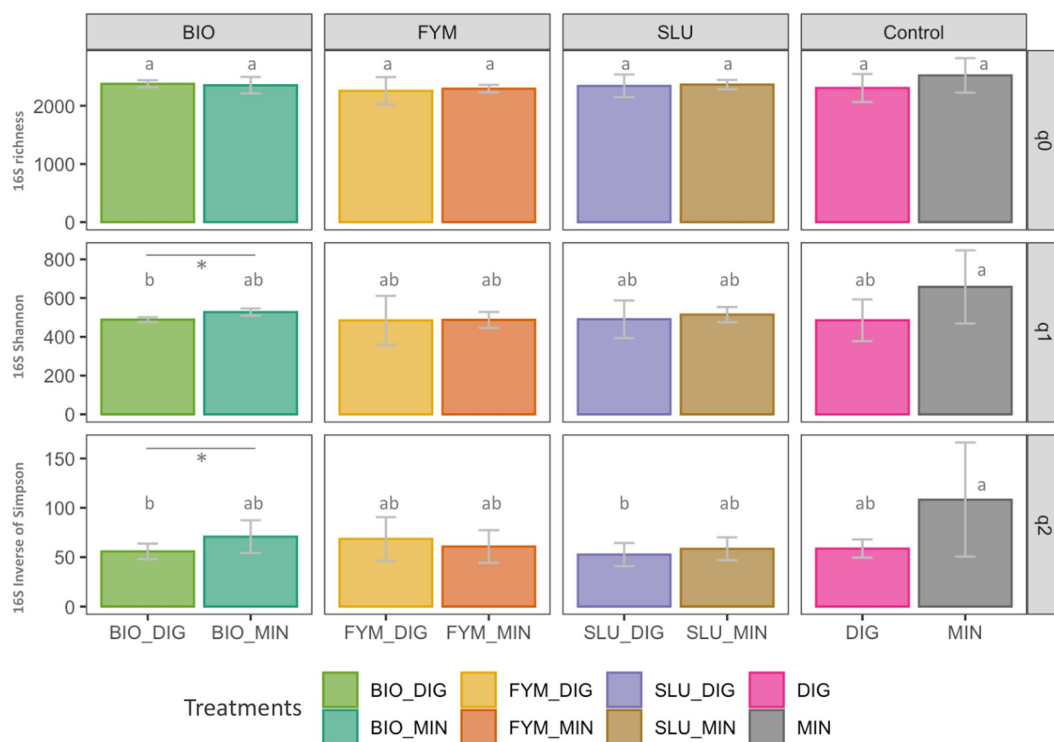 BIO FYM SLU Control
16S richness
2000
1000
0
a a a a a a a a
q0
16S Shannon
800
600
400
200
0
*
b ab ab ab ab ab ab a
q1
16S Inverse of Simpson
150
100
50
0
*
b ab ab ab b ab ab a
q2
BIO_DIG BIO_MIN FYM_DIG FYM_MIN SLU_DIG SLU_MIN DIG MIN
Treatments
BIO_DIG FYM_DIG SLU_DIG DIG
BIO_MIN FYM_MIN SLU_MIN MIN